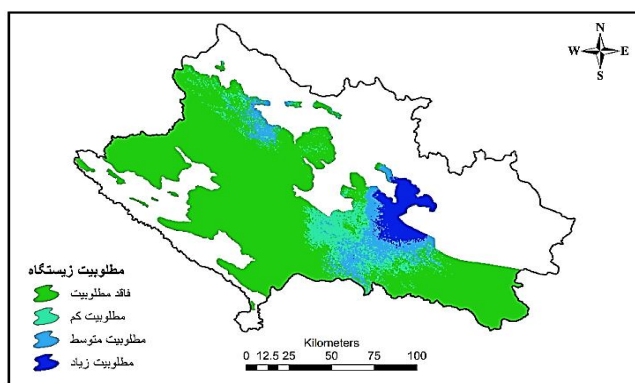 N
W E
S
مطلوبیت زیستگاه
فاقد مطلوبیت
مطلوبیت کم
مطلوبیت متوسط
مطلوبیت زیاد
Kilometers
0 12.5 25 50 75 100